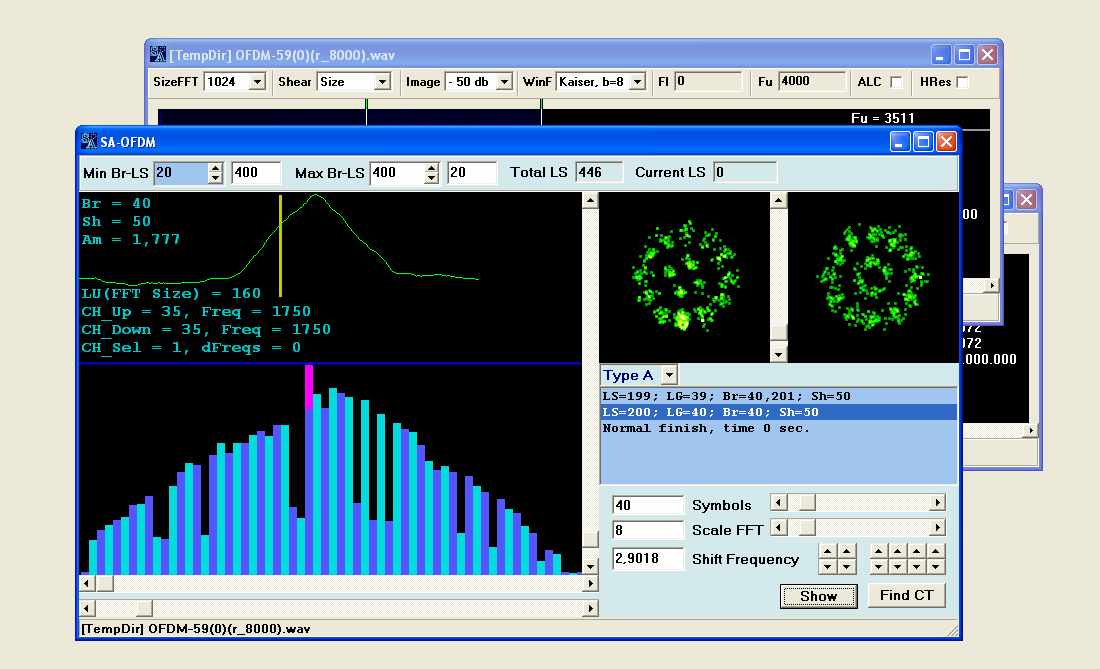 [TempDir] OFDM-59(0)(r_8000).wav
SizeFFT 1024 Shear Size Image - 50 db WinF Kaiser, b=8 Fl 0 Fu 4000 ALC HRes
Fu = 3511
SA-OFDM
Min Br-LS 20 400 Max Br-LS 400 20 Total LS 446 Current LS 0
Br = 40
Sh = 50
Am = 1,777
LU(FFT Size) = 160
CH_Up = 35, Freq = 1750
CH_Down = 35, Freq = 1750
CH_Sel = 1, dFreqs = 0
Type A
LS=199; LG=39; Br=40,201; Sh=50
LS=200; LG=40; Br=40; Sh=50
Normal finish, time 0 sec.
40 Symbols
8 Scale FFT
2,9018 Shift Frequency
Show Find CT
[TempDir] OFDM-59(0)(r_8000).wav
00
072
000.000